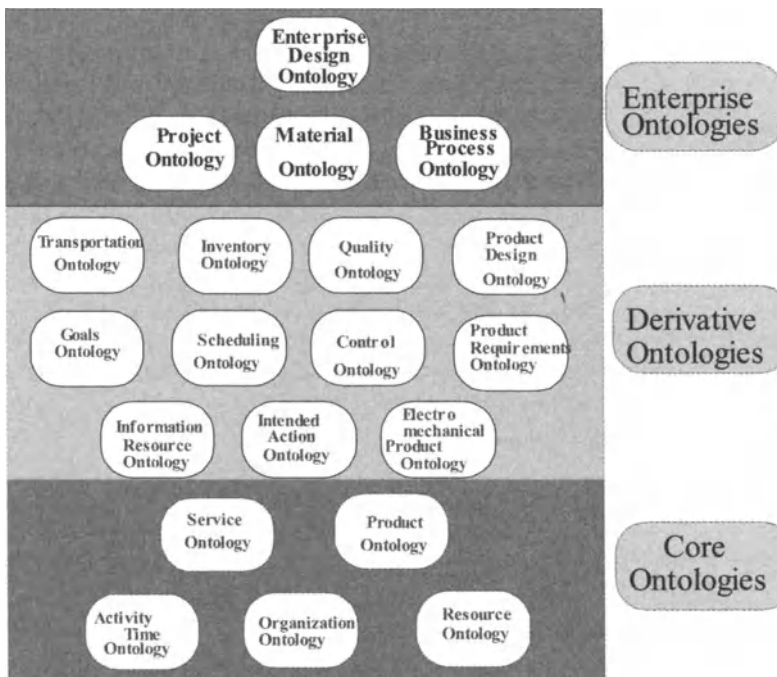 Enterprise
Design
Ontology
Project
Ontology
Material
Ontology
Business
Process
Ontology
Enterprise
Ontologies
Transportation
Ontology
Inventory
Ontology
Quality
Ontology
Product
Design
Ontology
Goals
Ontology
Scheduling
Ontology
Control
Ontology
Product
Requirements
Ontology
Derivative
Ontologies
Information
Resource
Ontology
Intended
Action
Ontology
Electro
mechanical
Product
Ontology
Service
Ontology
Product
Ontology
Activity
Time
Ontology
Organization
Ontology
Resource
Ontology
Core
Ontologies